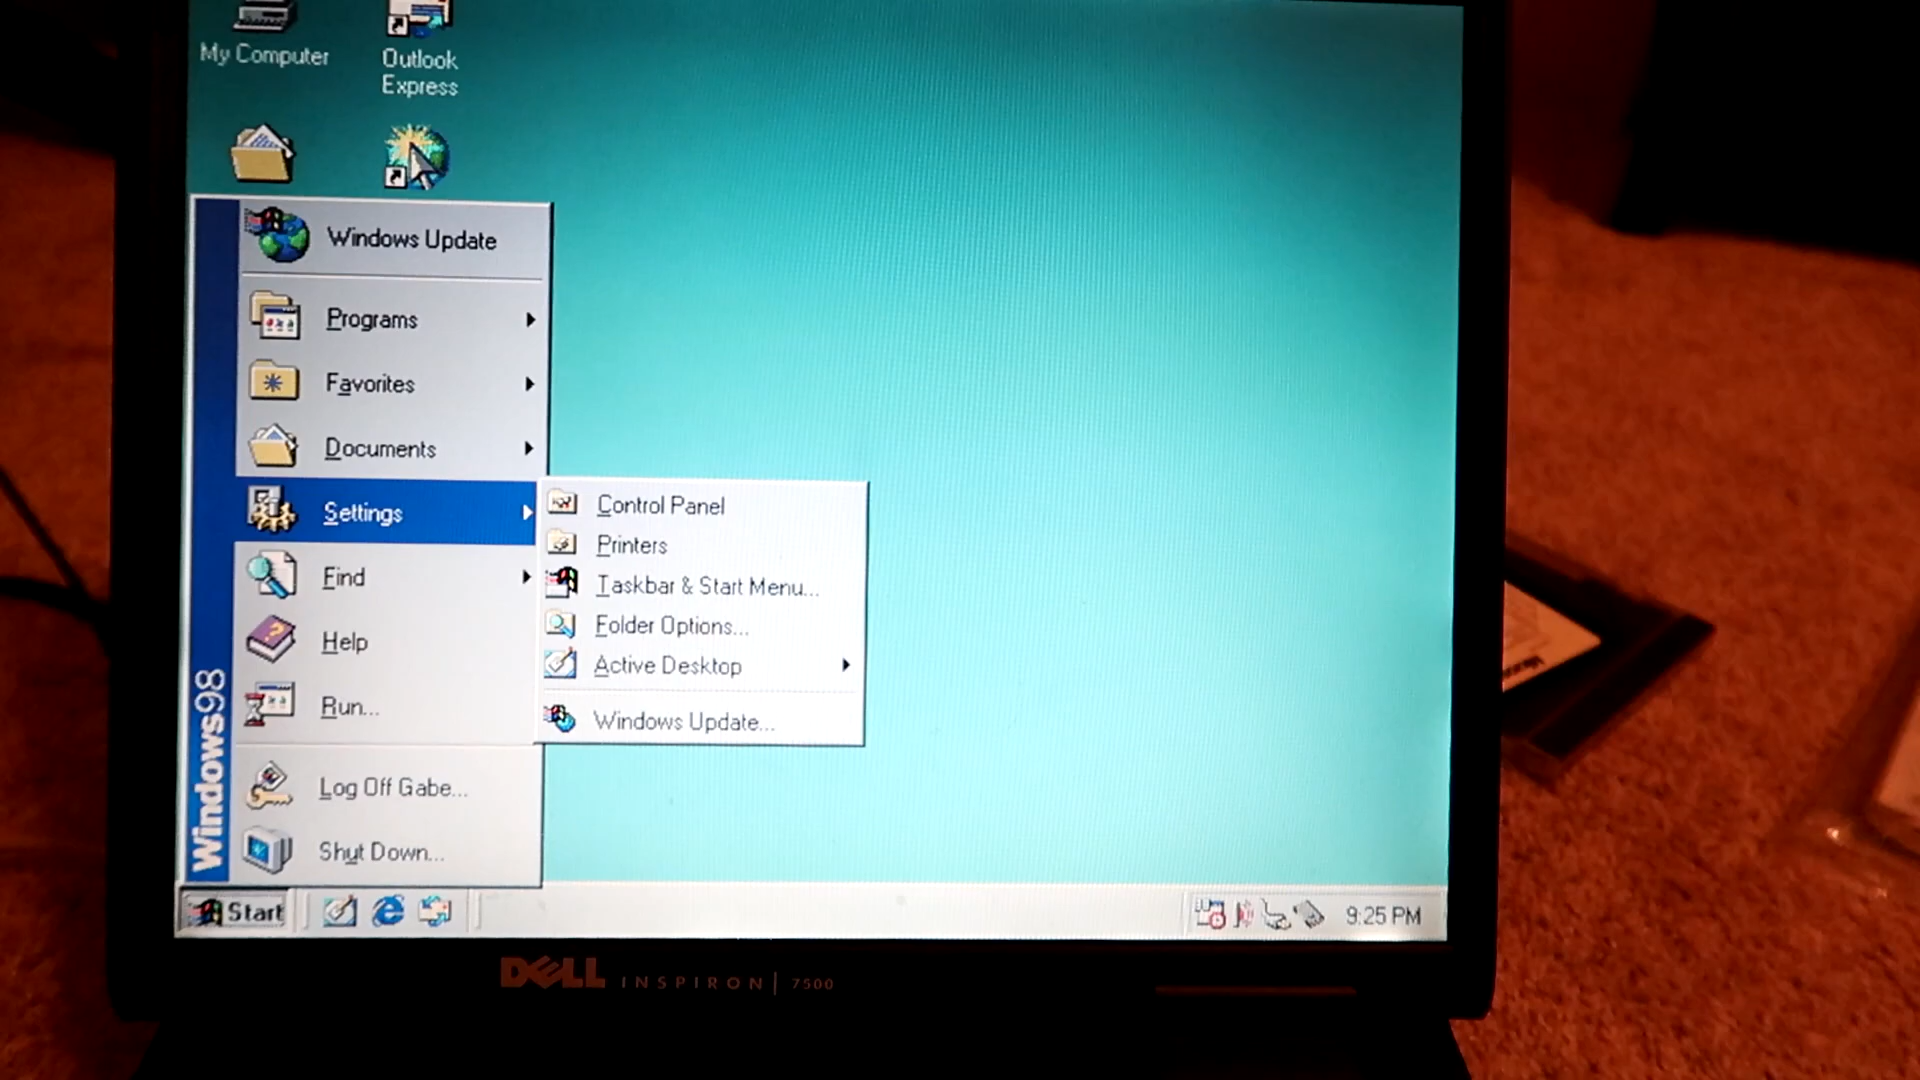 My Computer
Outlook
Express
Windows Update
Programs
Favorites
Documents
Settings
Find
Help
Run...
Log Off Gabe...
Shut Down...
Windows98
Control Panel
Printers
Taskbar & Start Menu...
Folder Options...
Active Desktop
Windows Update...
Start
9:25 PM
DELL INSPIRON 7500